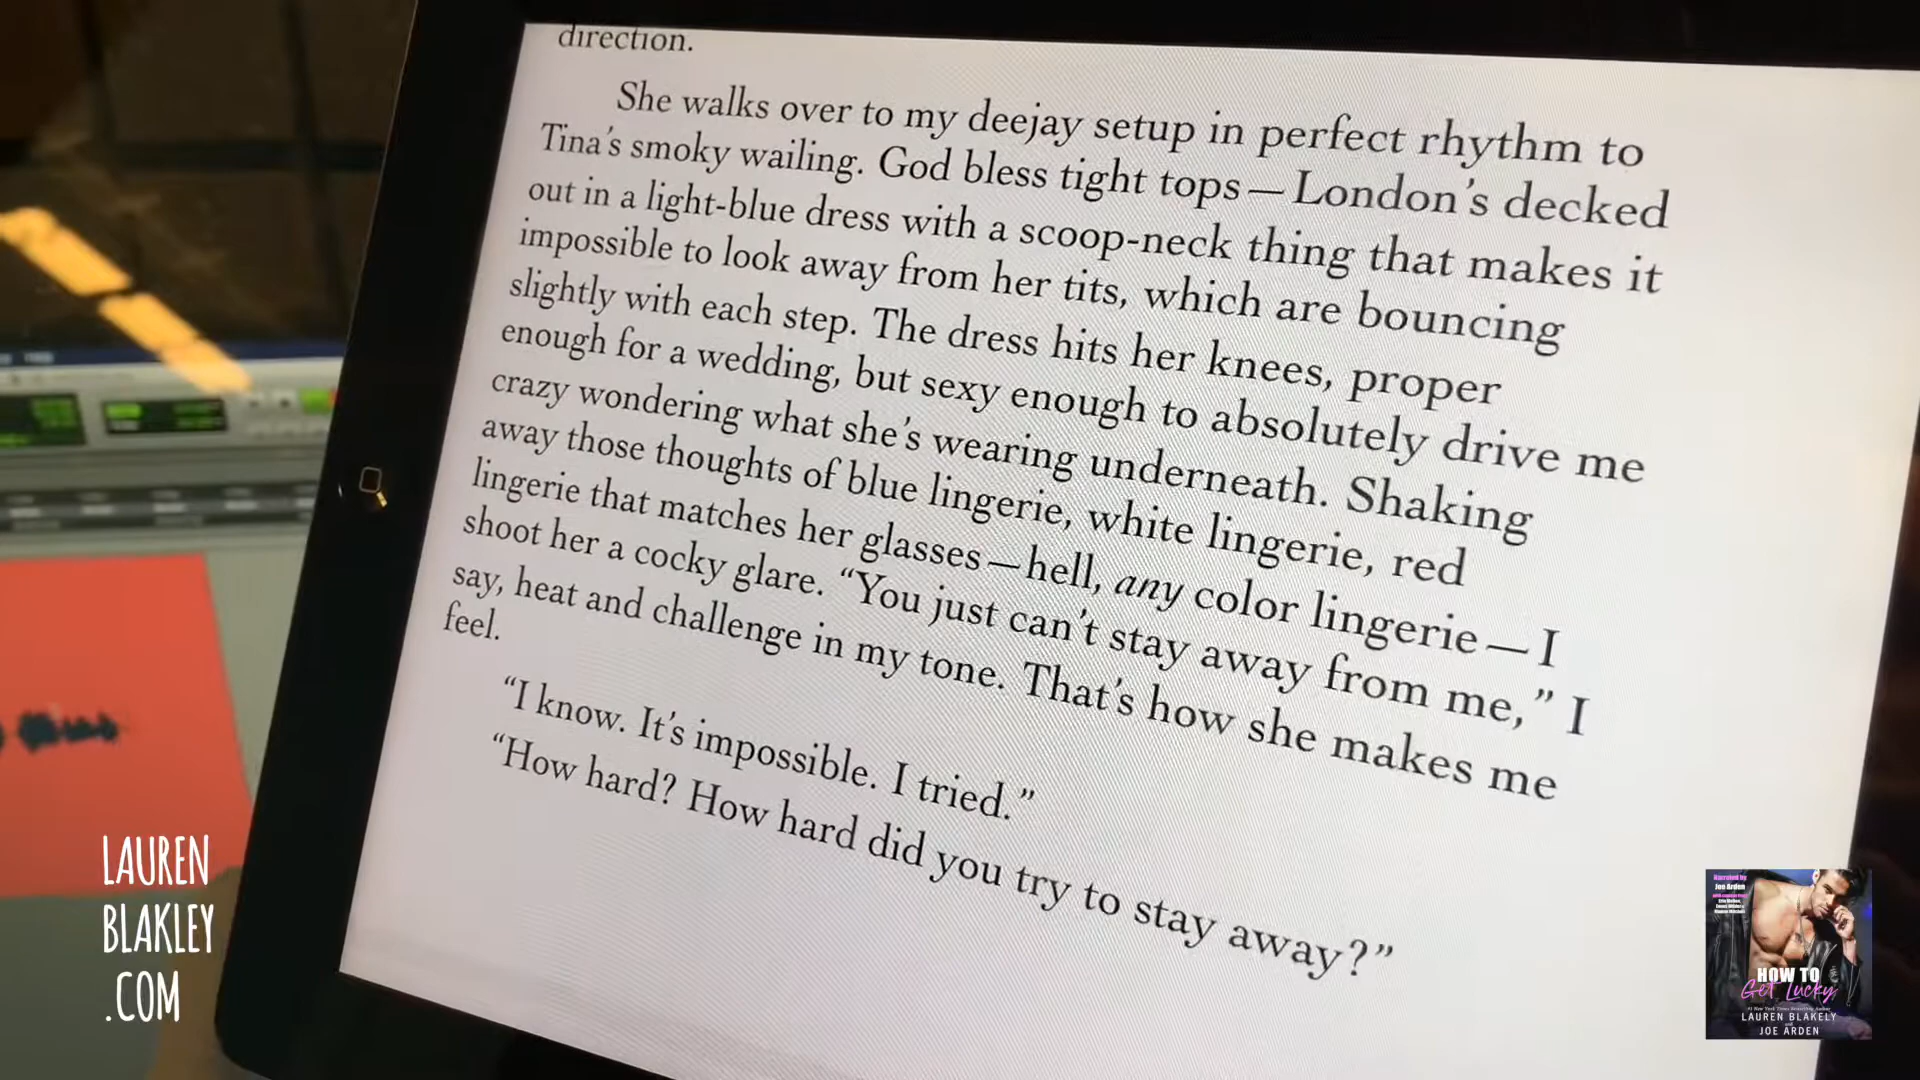 direction.
She walks over to my deejay setup in perfect rhythm to
Tina's smoky wailing. God bless tight tops—London's decked
out in a light-blue dress with a scoop-neck thing that makes it
impossible to look away from her tits, which are bouncing
slightly with each step. The dress hits her knees, proper
enough for a wedding, but sexy enough to absolutely drive me
crazy wondering what she's wearing underneath. Shaking
away those thoughts of blue lingerie, white lingerie, red
lingerie that matches her glasses—hell, any color lingerie—I
shoot her a cocky glare. “You just can't stay away from me,” I
say, heat and challenge in my tone. That's how she makes me
feel.
“I know. It's impossible. I tried.”
“How hard? How hard did you try to stay away?”
LAUREN
BLAKLEY
.COM
Narrated by
Joe Arden
HOW TO
Get Lucky
LAUREN BLAKELY
JOE ARDEN